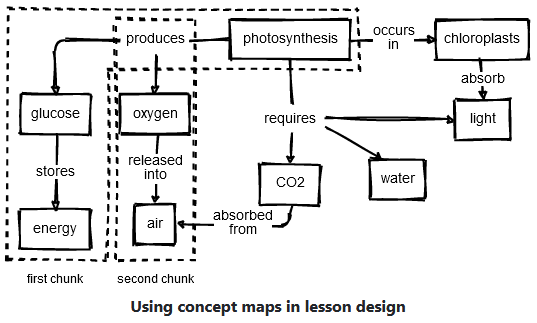 produces
photosynthesis
occurs
in
chloroplasts
absorb
glucose
oxygen
requires
light
stores
released
into
CO2
water
energy
air
absorbed
from
first chunk
second chunk
Using concept maps in lesson design